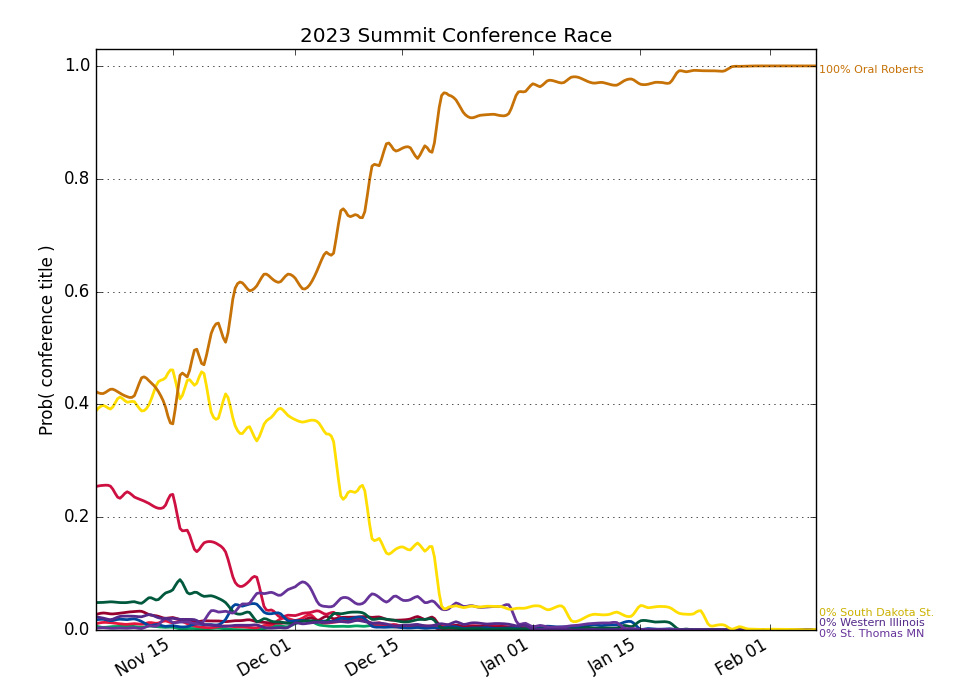 2023 Summit Conference Race
Prob( conference title )
1.0
0.8
0.6
0.4
0.2
0.0
Nov 15
Dec 01
Dec 15
Jan 01
Jan 15
Feb 01
100% Oral Roberts
0% South Dakota St.
0% Western Illinois
0% St. Thomas MN